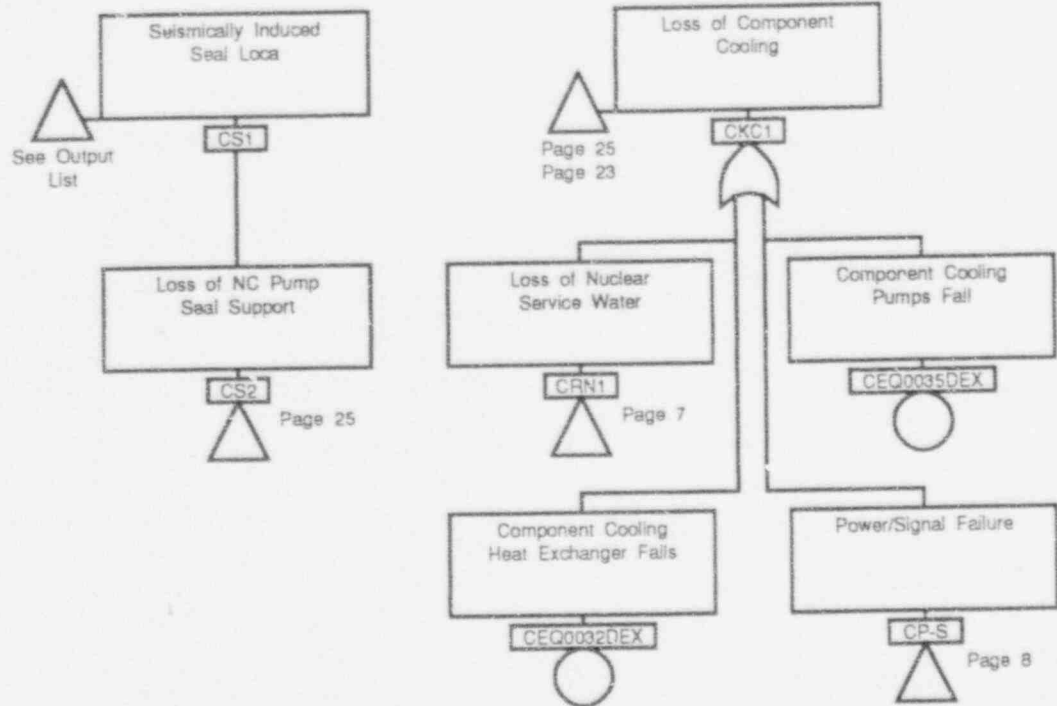 Seismically Induced
Seal Loca
CS1
See Output
List
Loss of NC Pump
Seal Support
CS2
Page 25
Loss of Component
Cooling
CKC1
Page 25
Page 23
Loss of Nuclear
Service Water
CRN1
Page 7
Component Cooling
Pumps Fail
CEQ0035DEX
Component Cooling
Heat Exchanger Fails
CEQ0032DEX
Power/Signal Failure
CP-S
Page 8